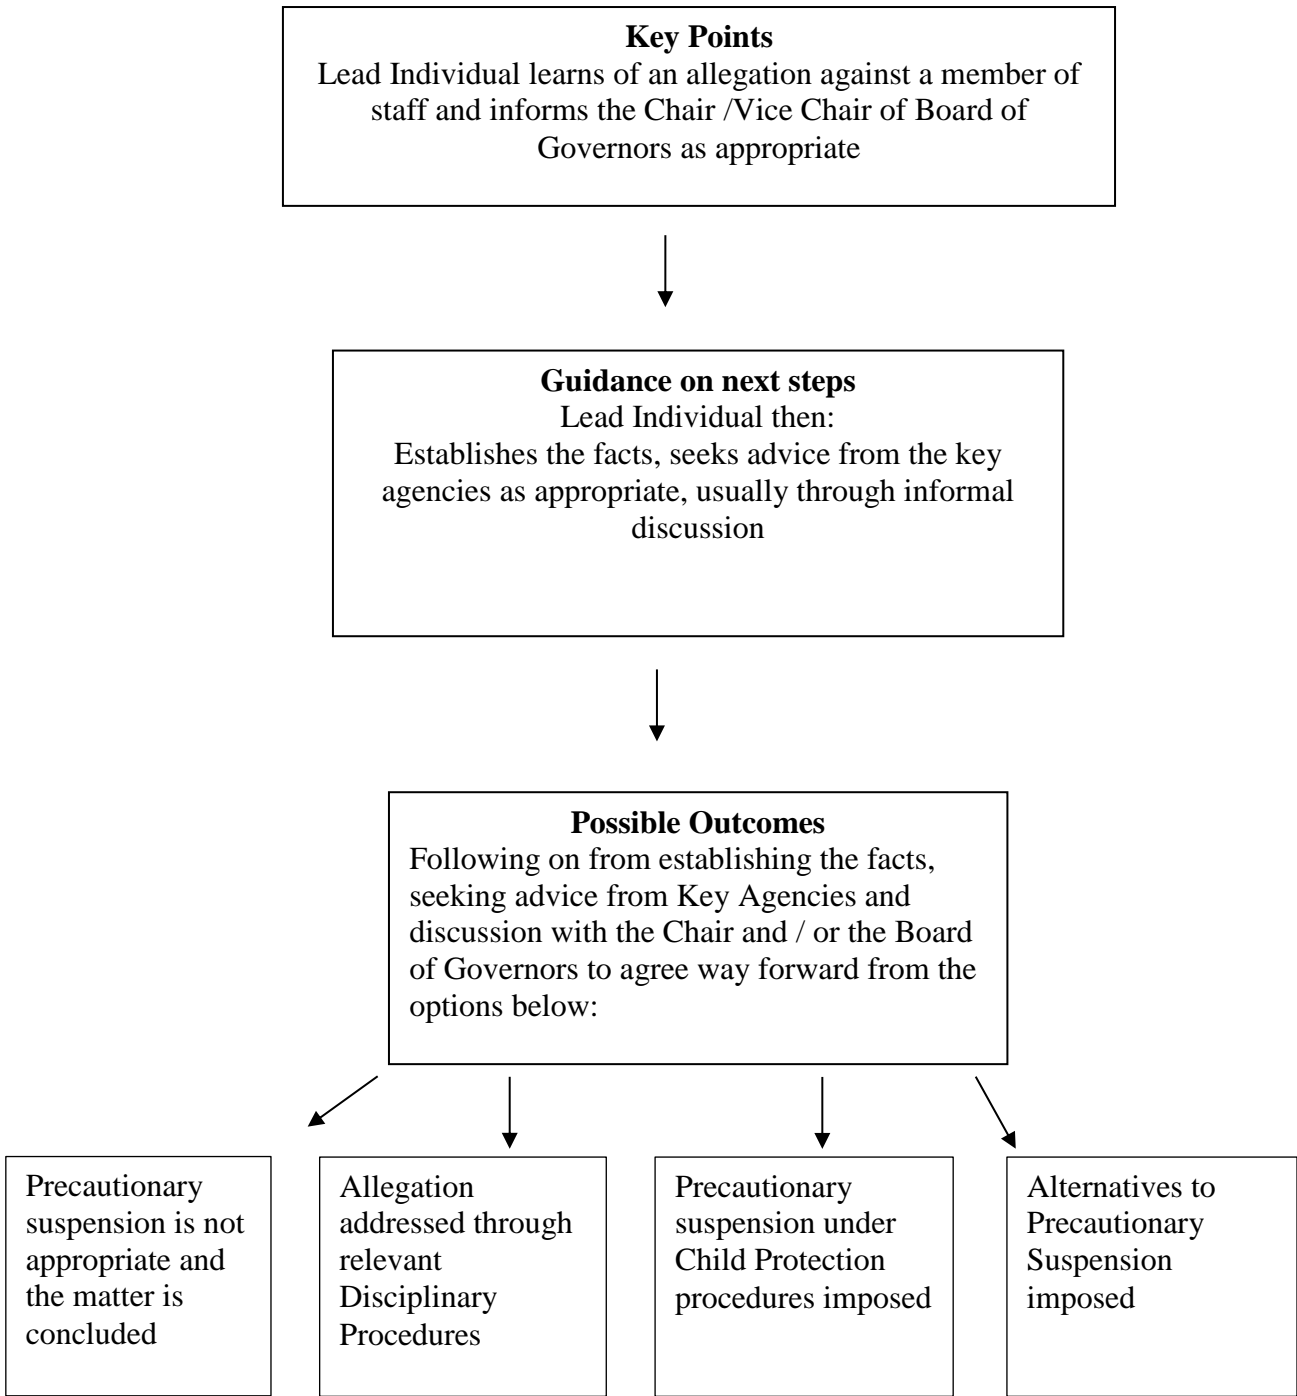 Key Points
Lead Individual learns of an allegation against a member of
staff and informs the Chair /Vice Chair of Board of
Governors as appropriate
Guidance on next steps
Lead Individual then:
Establishes the facts, seeks advice from the key
agencies as appropriate, usually through informal
discussion
Possible Outcomes
Following on from establishing the facts,
seeking advice from Key Agencies and
discussion with the Chair and / or the Board
of Governors to agree way forward from the
options below:
Precautionary
suspension is not
appropriate and
the matter is
concluded
Allegation
addressed through
relevant
Disciplinary
Procedures
Precautionary
suspension under
Child Protection
procedures imposed
Alternatives to
Precautionary
Suspension
imposed